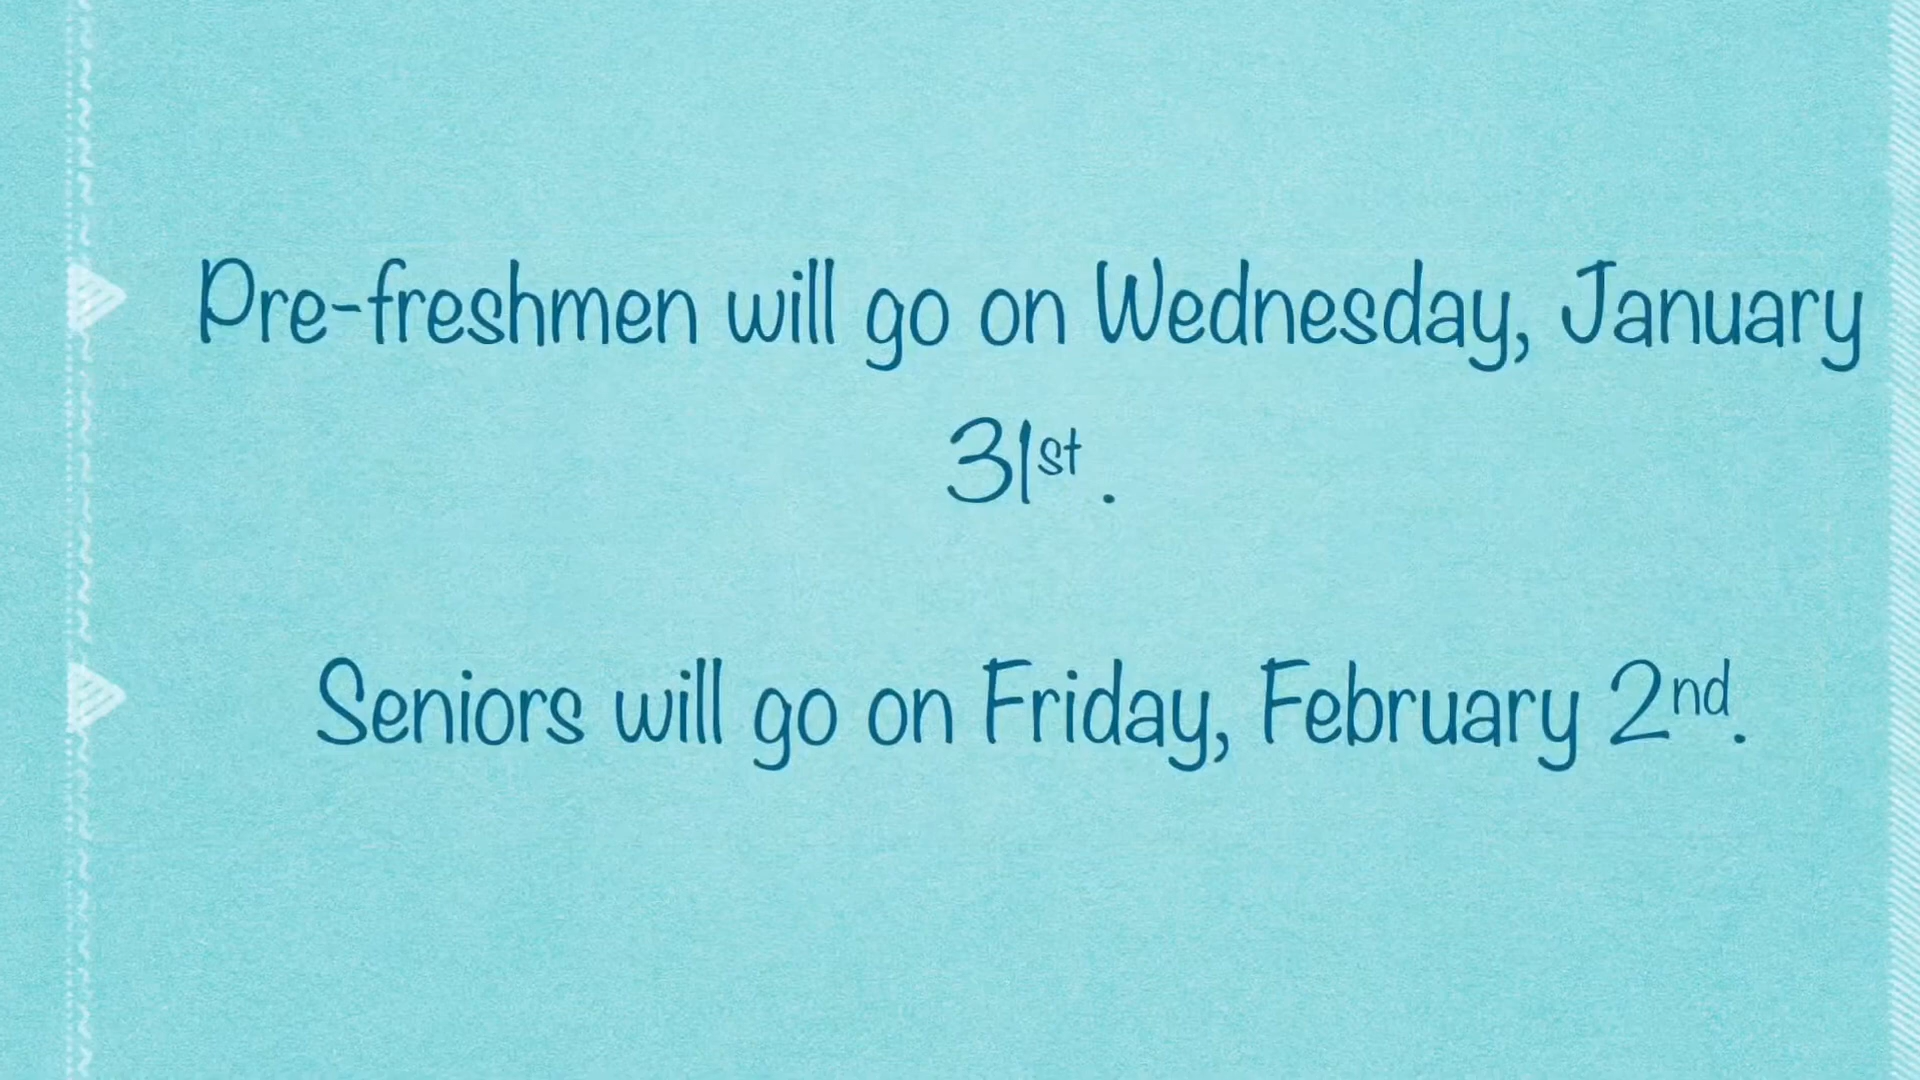 Pre-freshmen will go on Wednesday, January
31st .
Seniors will go on Friday, February 2nd.